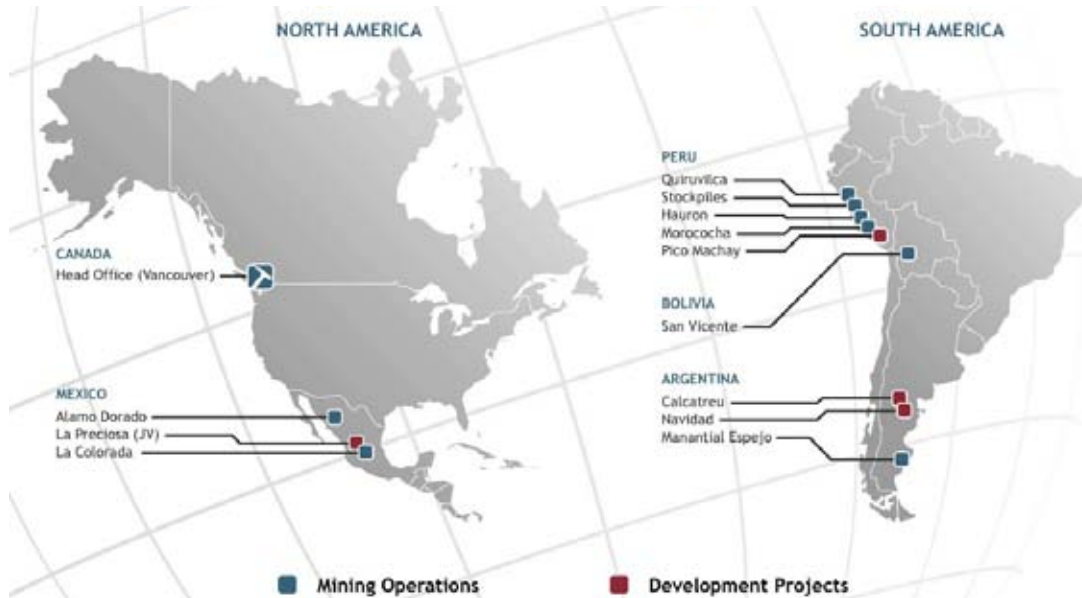 NORTH AMERICA
CANADA
Head Office (Vancouver)
MEXICO
Alamo Dorado
La Preciosa (JV)
La Colorada
SOUTH AMERICA
PERU
Quiruvilca
Stockpiles
Hauron
Morococha
Pico Machay
BOLIVIA
San Vicente
ARGENTINA
Calcatreu
Navidad
Manantial Espejo
Mining Operations
Development Projects